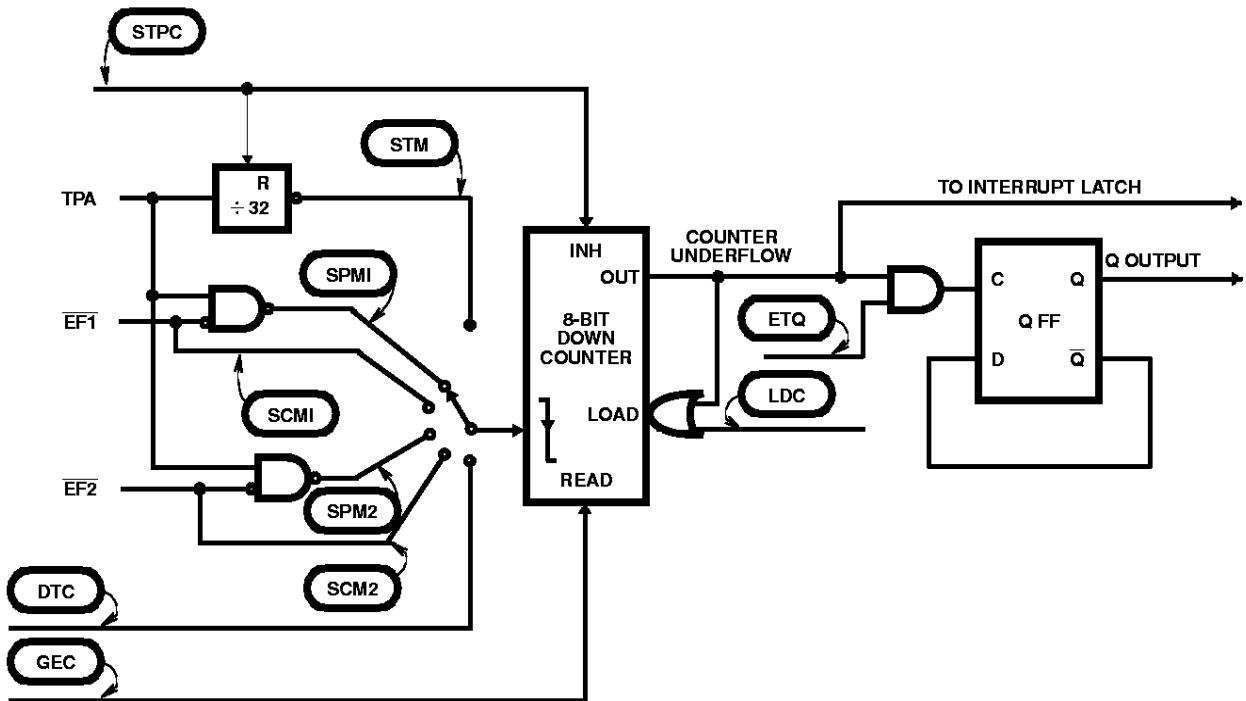 STPC
STM
TPA
R
÷ 32
TO INTERRUPT LATCH
SPMI
INH
COUNTER
UNDERFLOW
OUT
C
Q
Q OUTPUT
EF1
8-BIT
DOWN
COUNTER
ETQ
Q FF
D
Q
SCMI
LOAD
LDC
EF2
READ
SPM2
DTC
SCM2
GEC